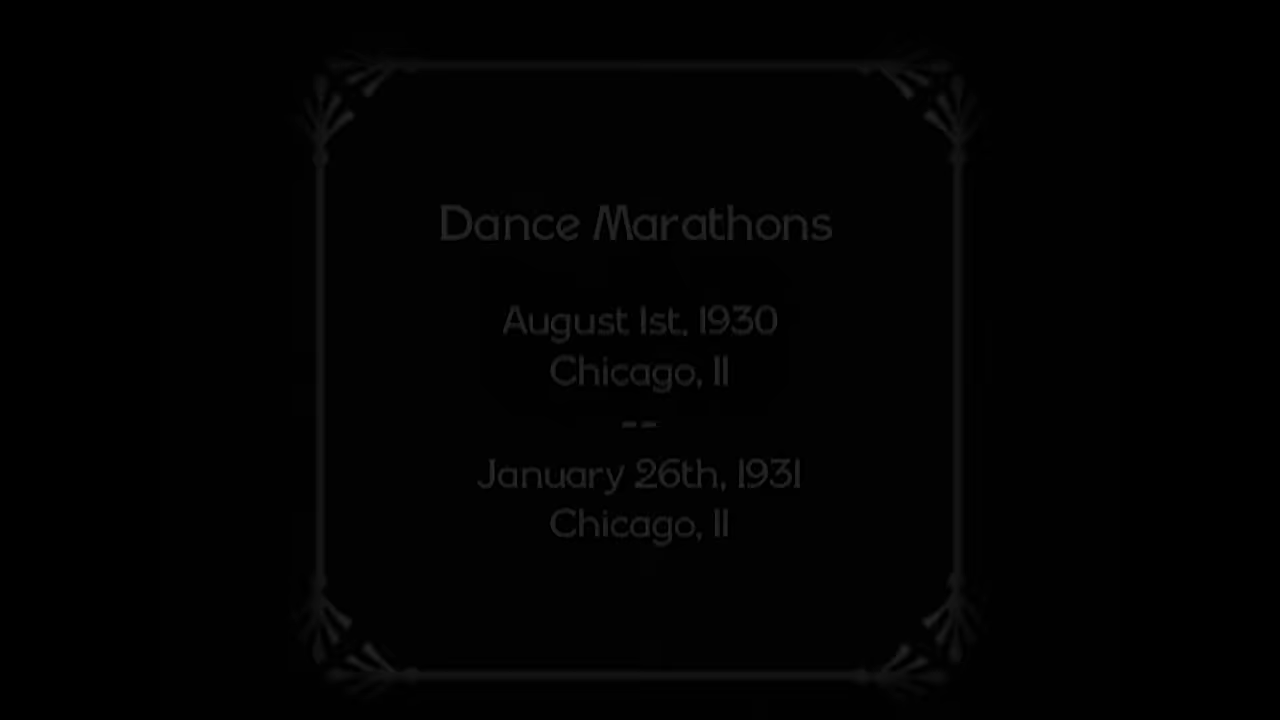 Dance Marathons
August 1st, 1930
Chicago, Il
--
January 26th, 1931
Chicago, Il